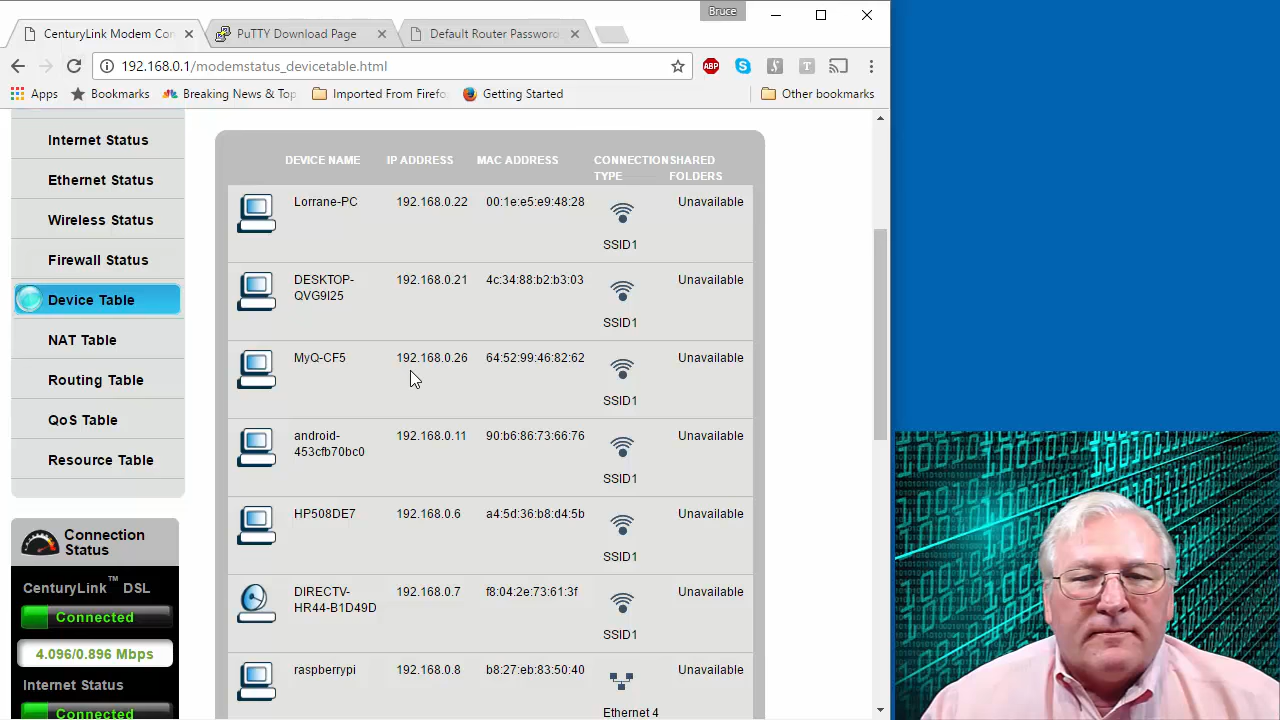 Bruce
CenturyLink Modem Con
PuTTY Download Page
Default Router Passwor
192.168.0.1/modemstatus_devicetable.html
ABP
Apps
Bookmarks
Breaking News & Top
Imported From Firefo
Getting Started
Other bookmarks
Internet Status
Ethernet Status
Wireless Status
Firewall Status
Device Table
NAT Table
Routing Table
QoS Table
Resource Table
Connection
Status
CenturyLink™ DSL
Connected
4.096/0.896 Mbps
Internet Status
Connected
DEVICE NAME IP ADDRESS MAC ADDRESS CONNECTION SHARED
TYPE FOLDERS
Lorrane-PC 192.168.0.22 00:1e:e5:e9:48:28 Unavailable
SSID1
DESKTOP- 192.168.0.21 4c:34:88:b2:b3:03 Unavailable
QVG9I25
SSID1
MyQ-CF5 192.168.0.26 64:52:99:46:82:62 Unavailable
SSID1
android- 192.168.0.11 90:b6:86:73:66:76 Unavailable
453cfb70bc0
SSID1
HP508DE7 192.168.0.6 a4:5d:36:b8:d4:5b Unavailable
SSID1
DIRECTV- 192.168.0.7 f8:04:2e:73:61:3f Unavailable
HR44-B1D49D
SSID1
raspberrypi 192.168.0.8 b8:27:eb:83:50:40 Unavailable
Ethernet 4